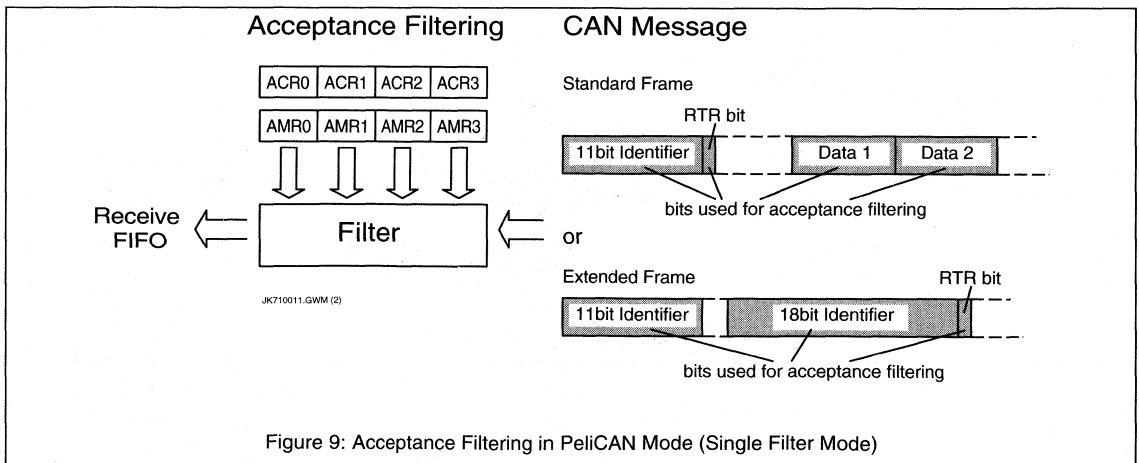 Acceptance Filtering
ACR0 ACR1 ACR2 ACR3
AMR0 AMR1 AMR2 AMR3
Receive
FIFO
Filter
JK710011.GWM (2)
CAN Message
Standard Frame
RTR bit
11bit Identifier
Data 1
Data 2
bits used for acceptance filtering
or
Extended Frame
RTR bit
11bit Identifier
18bit Identifier
bits used for acceptance filtering
Figure 9: Acceptance Filtering in PeliCAN Mode (Single Filter Mode)